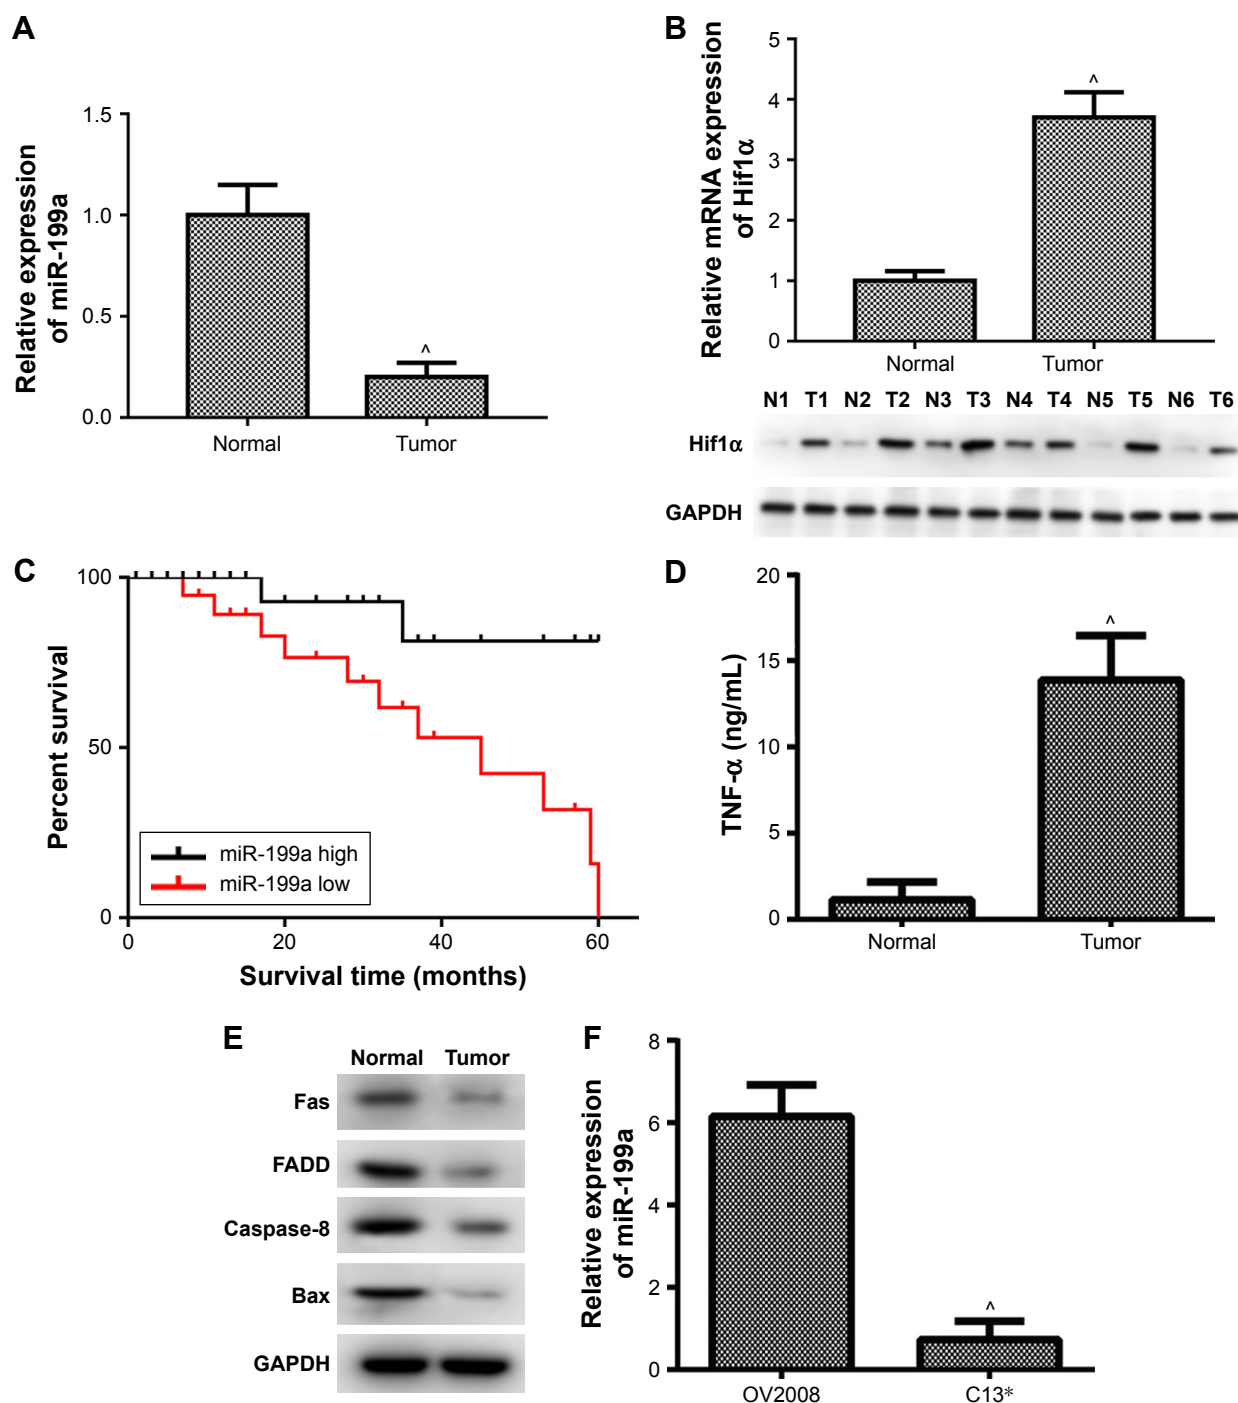 A
Relative expression
of miR-199a
1.5
1.0
0.5
0.0
^
Normal Tumor
B
Relative mRNA expression
of Hif1α
5
4
3
2
1
0
^
Normal Tumor
N1 T1 N2 T2 N3 T3 N4 T4 N5 T5 N6 T6
Hif1α
GAPDH
C
Percent survival
100
50
0
miR-199a high
miR-199a low
0 20 40 60
Survival time (months)
D
TNF-α (ng/mL)
20
15
10
5
0
^
Normal Tumor
E
Normal Tumor
Fas
FADD
Caspase-8
Bax
GAPDH
F
Relative expression
of miR-199a
8
6
4
2
0
^
OV2008 C13*